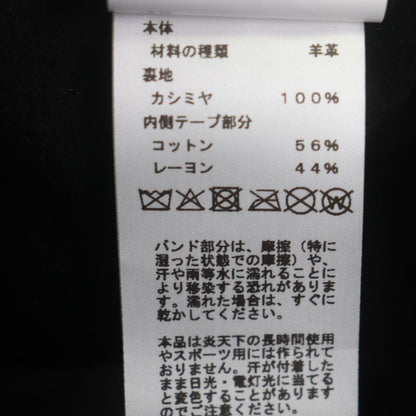 本体
材料の種類 羊革
裏地
カシミヤ 100%
内側テープ部分
コットン 56%
レーヨン 44%
バンド部分は、摩擦（特に
湿った状態での摩擦）や、
汗や雨等水に濡れることに
より移染する恐れがありま
す。濡れた場合は、すぐに
乾かしてください。
本品は炎天下の長時間使用
やスポーツ用には作られて
おりません。汗が付着した
まま日光・電灯光に当てる
と変色することがあります
のでご注意ください